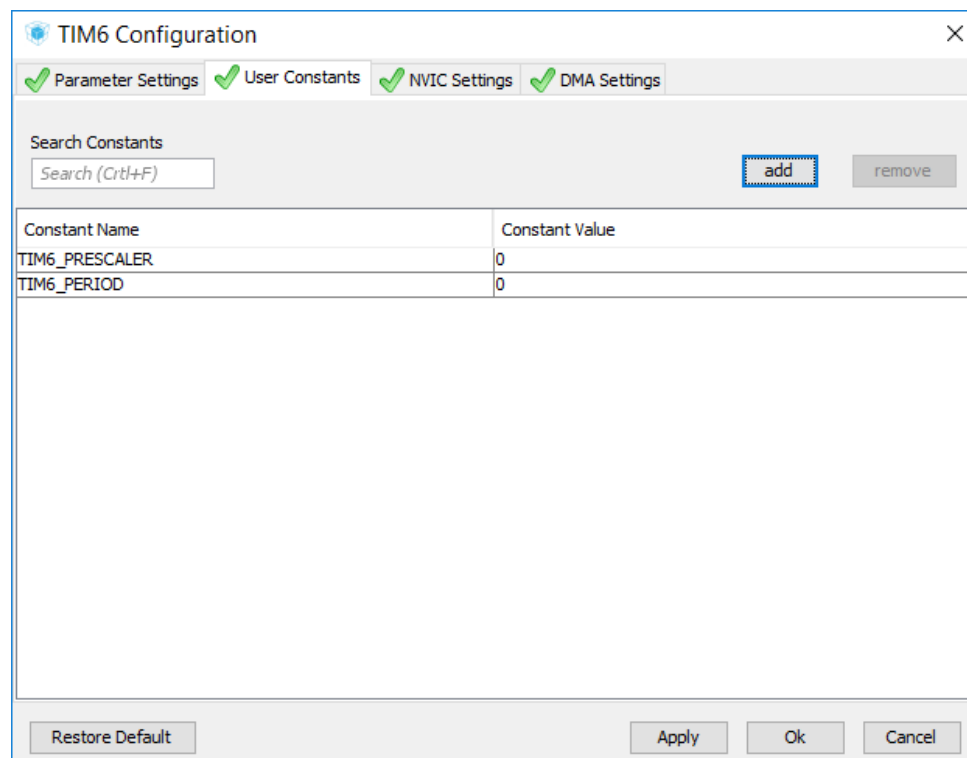 TIM6 Configuration
Parameter Settings User Constants NVIC Settings DMA Settings
Search Constants
Search (Crtl+F)
add remove
Constant Name Constant Value
TIM6_PRESCALER 0
TIM6_PERIOD 0
Restore Default Apply Ok Cancel